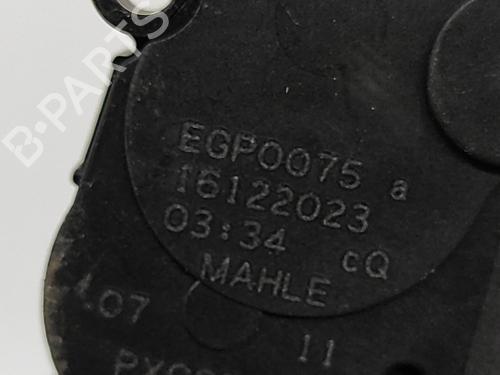 B-PARTS
EGP0075 a
16122023
03:34 cQ
MAHLE
.07
11